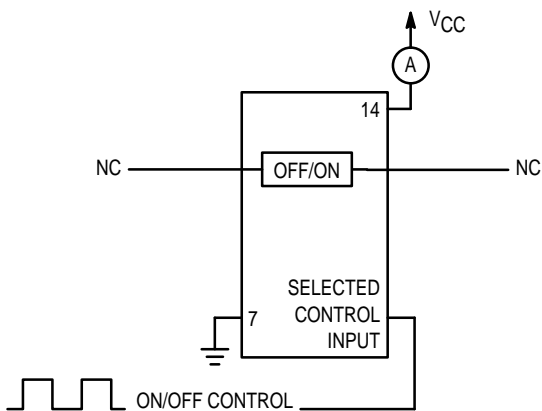 VCC
A
14
NC
OFF/ON
NC
SELECTED
CONTROL
INPUT
7
ON/OFF CONTROL